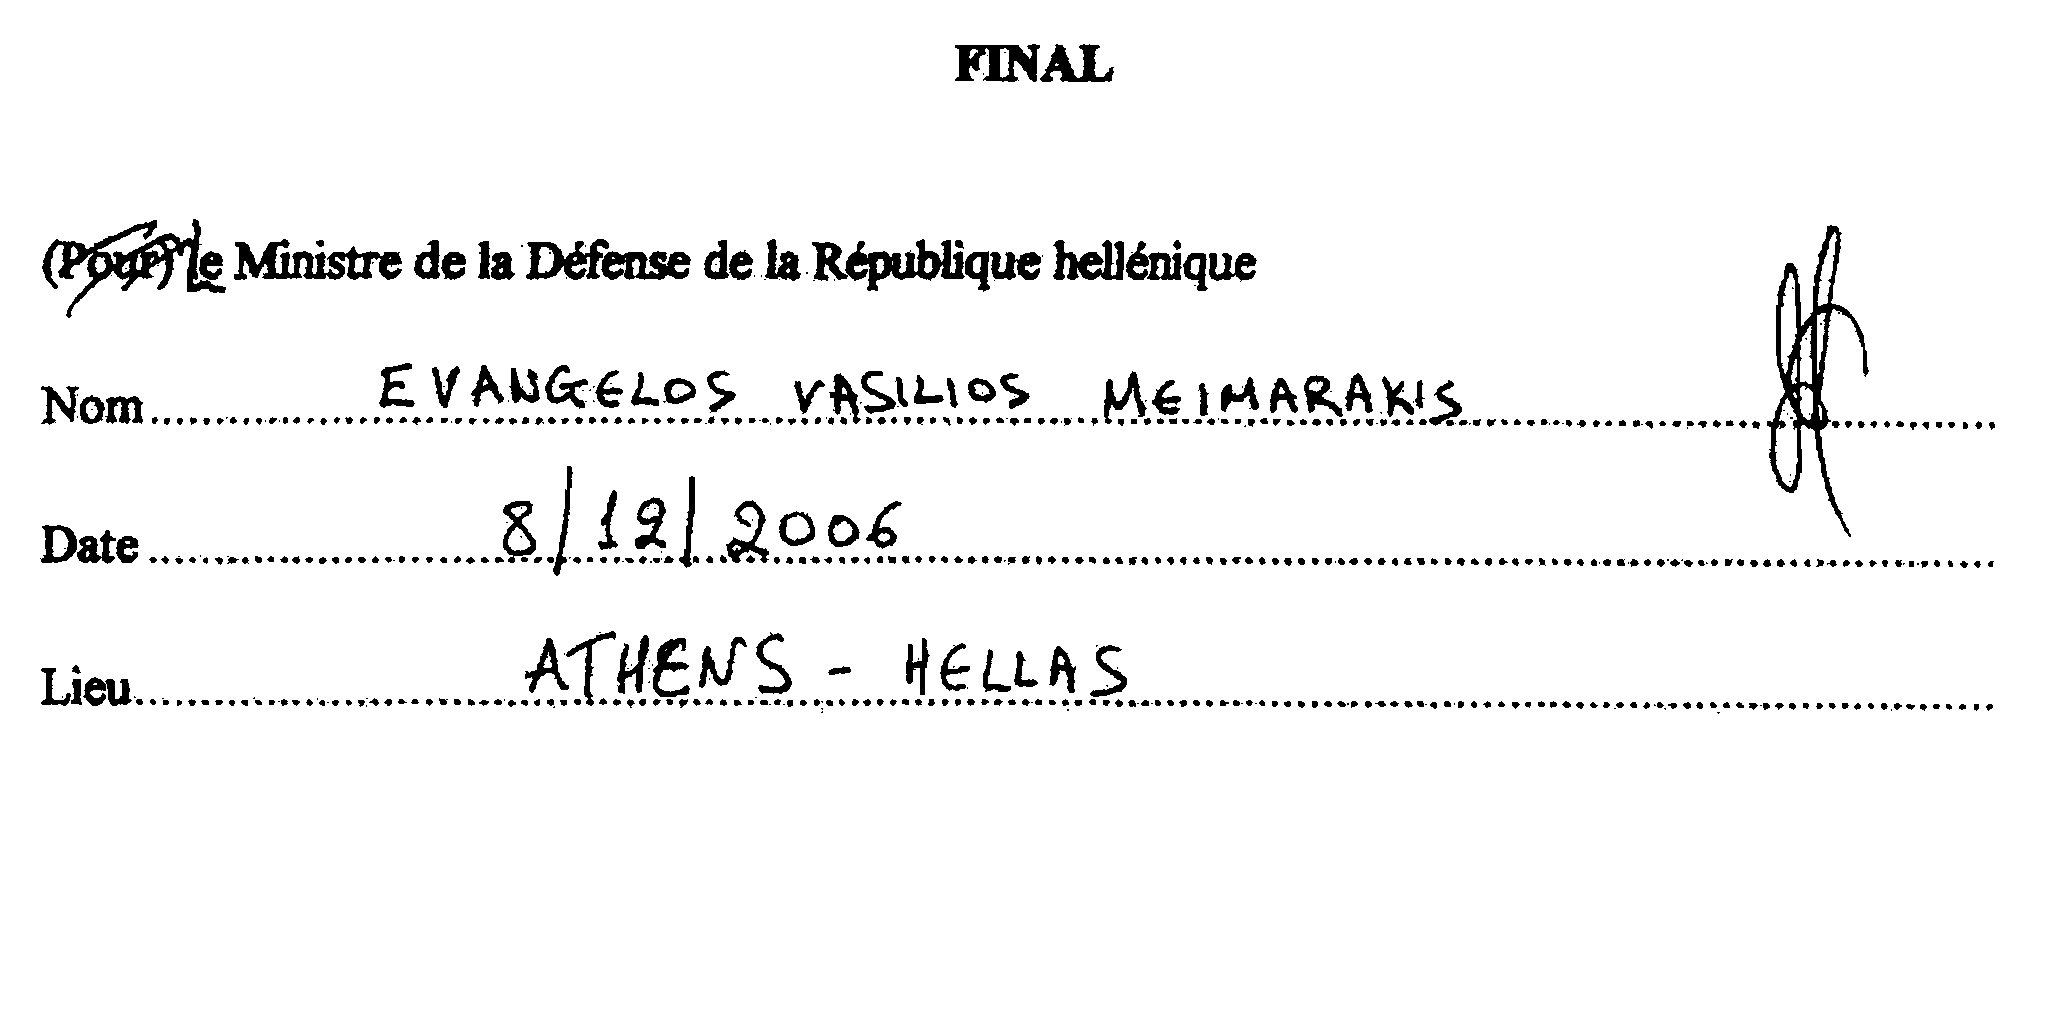 FINAL
(Pour) le Ministre de la Défense de la République hellénique
Nom EVANGELOS VASILIOS MEIMARAKIS
Date 8/12/2006
Lieu ATHENS - HELLAS